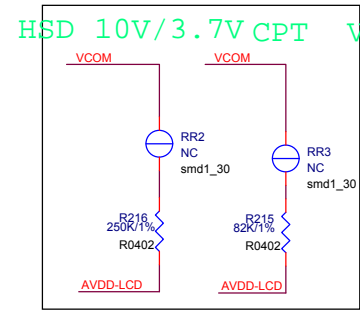 HSD 10V/3.7V CPT V
VCOM
VCOM
RR2
NC
smd1_30
RR3
NC
smd1_30
R216
250K/1%
R0402
R215
82K/1%
R0402
AVDD-LCD
AVDD-LCD